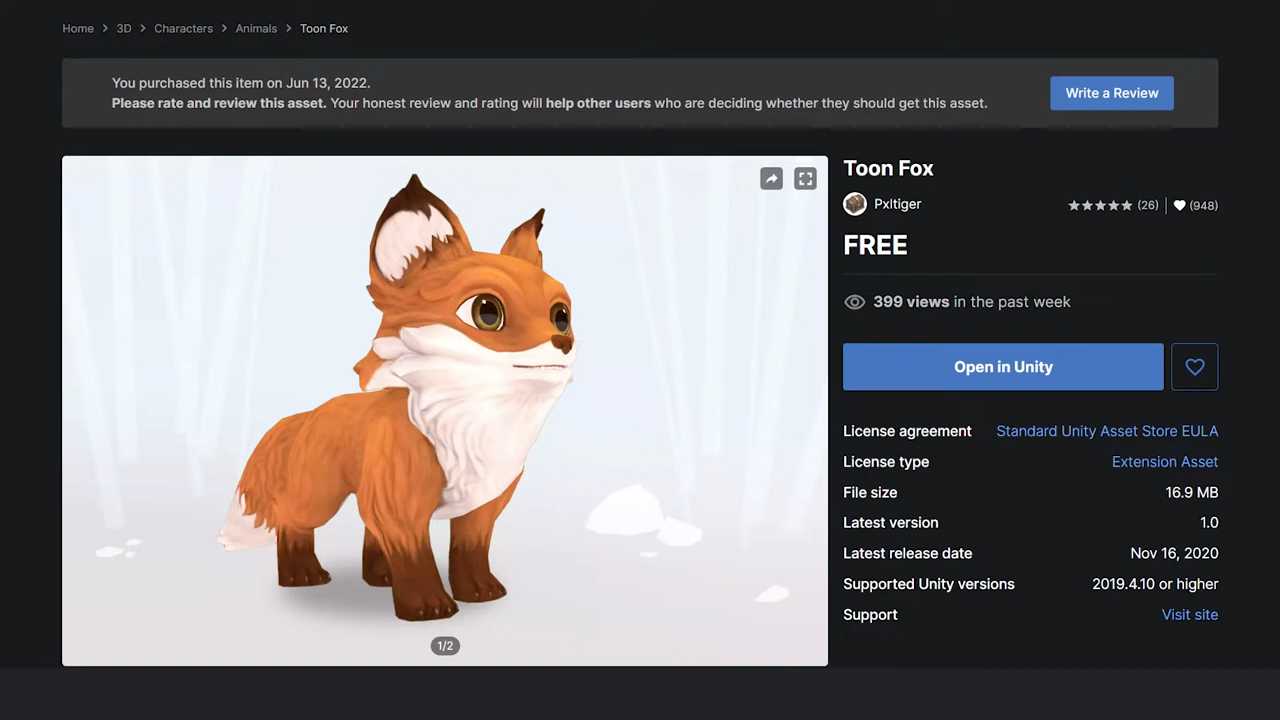 Home > 3D > Characters > Animals > Toon Fox
You purchased this item on Jun 13, 2022.
Please rate and review this asset. Your honest review and rating will help other users who are deciding whether they should get this asset.
Write a Review
Toon Fox
Pxltiger
(26) | (948)
FREE
399 views in the past week
Open in Unity
License agreement Standard Unity Asset Store EULA
License type Extension Asset
File size 16.9 MB
Latest version 1.0
Latest release date Nov 16, 2020
Supported Unity versions 2019.4.10 or higher
Support Visit site
1/2